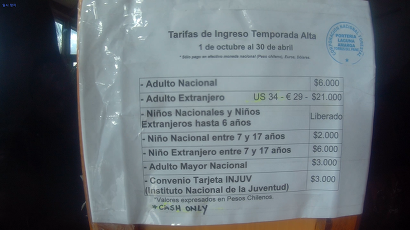 Tarifas de Ingreso Temporada Alta
1 de octubre al 30 de abril
- Adulto Nacional $6.000
- Adulto Extranjero US 34 - € 29 - $21.000
- Niños Nacionales y Niños Extranjeros hasta 6 años Liberado
- Niño Nacional entre 7 y 17 años $2.000
- Niño Extranjero entre 7 y 17 años $6.000
- Adulto Mayor Nacional $3.000
- Convenio Tarjeta INJUV (Instituto Nacional de la Juventud) $3.000
*Valores expresados en Pesos Chilenos.
*CASH ONLY